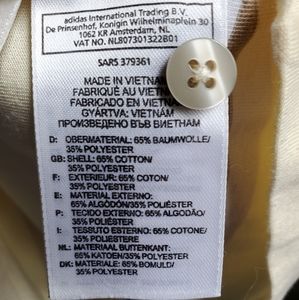 adidas International Trading B.V.
De Prinsenhof, Konigin Wilhelminaplein 30
1062 KR Amsterdam, NL
VAT NO. NL807301322B01
SARS 379361
MADE IN VIETNAM
FABRIQUÉ AU VIETNAM
FABRICADO EN VIETNAM
GYÁRTVA: VIETNÁM
ПРОИЗВЕДЕНО ВЪВ ВИЕТНАМ
D: OBERMATERIAL: 65% BAUMWOLLE/
35% POLYESTER
GB: SHELL: 65% COTTON/
35% POLYESTER
F: EXTERIEUR: 65% COTON/
35% POLYESTER
E: MATERIAL EXTERNO:
65% ALGODÓN/35% POLIÉSTER
P: TECIDO EXTERNO: 65% ALGODÃO/
35% POLIÉSTER
I: TESSUTO ESTERNO: 65% COTONE/
35% POLIESTERE
NL: MATERIAAL BUITENKANT:
65% KATOEN/35% POLYESTER
DK: MATERIALE: 65% BOMULD/
35% POLYESTER